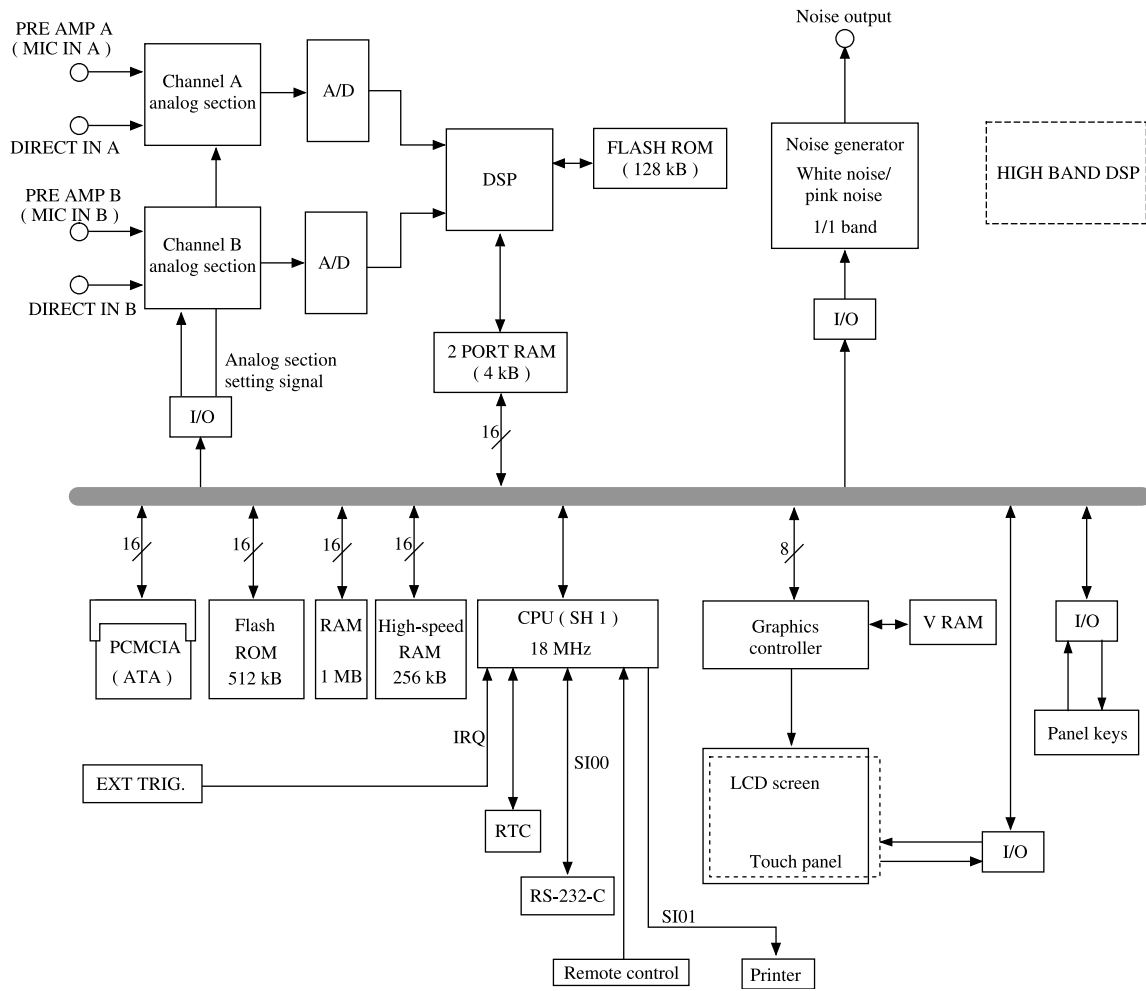 PRE AMP A
( MIC IN A )
DIRECT IN A
Channel A
analog section
A/D
PRE AMP B
( MIC IN B )
DIRECT IN B
Channel B
analog section
A/D
DSP
FLASH ROM
( 128 kB )
2 PORT RAM
( 4 kB )
16
Analog section
setting signal
I/O
Noise output
Noise generator
White noise/
pink noise
1/1 band
I/O
HIGH BAND DSP
16
PCMCIA
( ATA )
16
Flash
ROM
512 kB
16
RAM
1 MB
16
High-speed
RAM
256 kB
CPU ( SH 1 )
18 MHz
8
Graphics
controller
V RAM
I/O
Panel keys
IRQ
EXT TRIG.
RTC
SI00
RS-232-C
Remote control
SI01
Printer
LCD screen
Touch panel
I/O